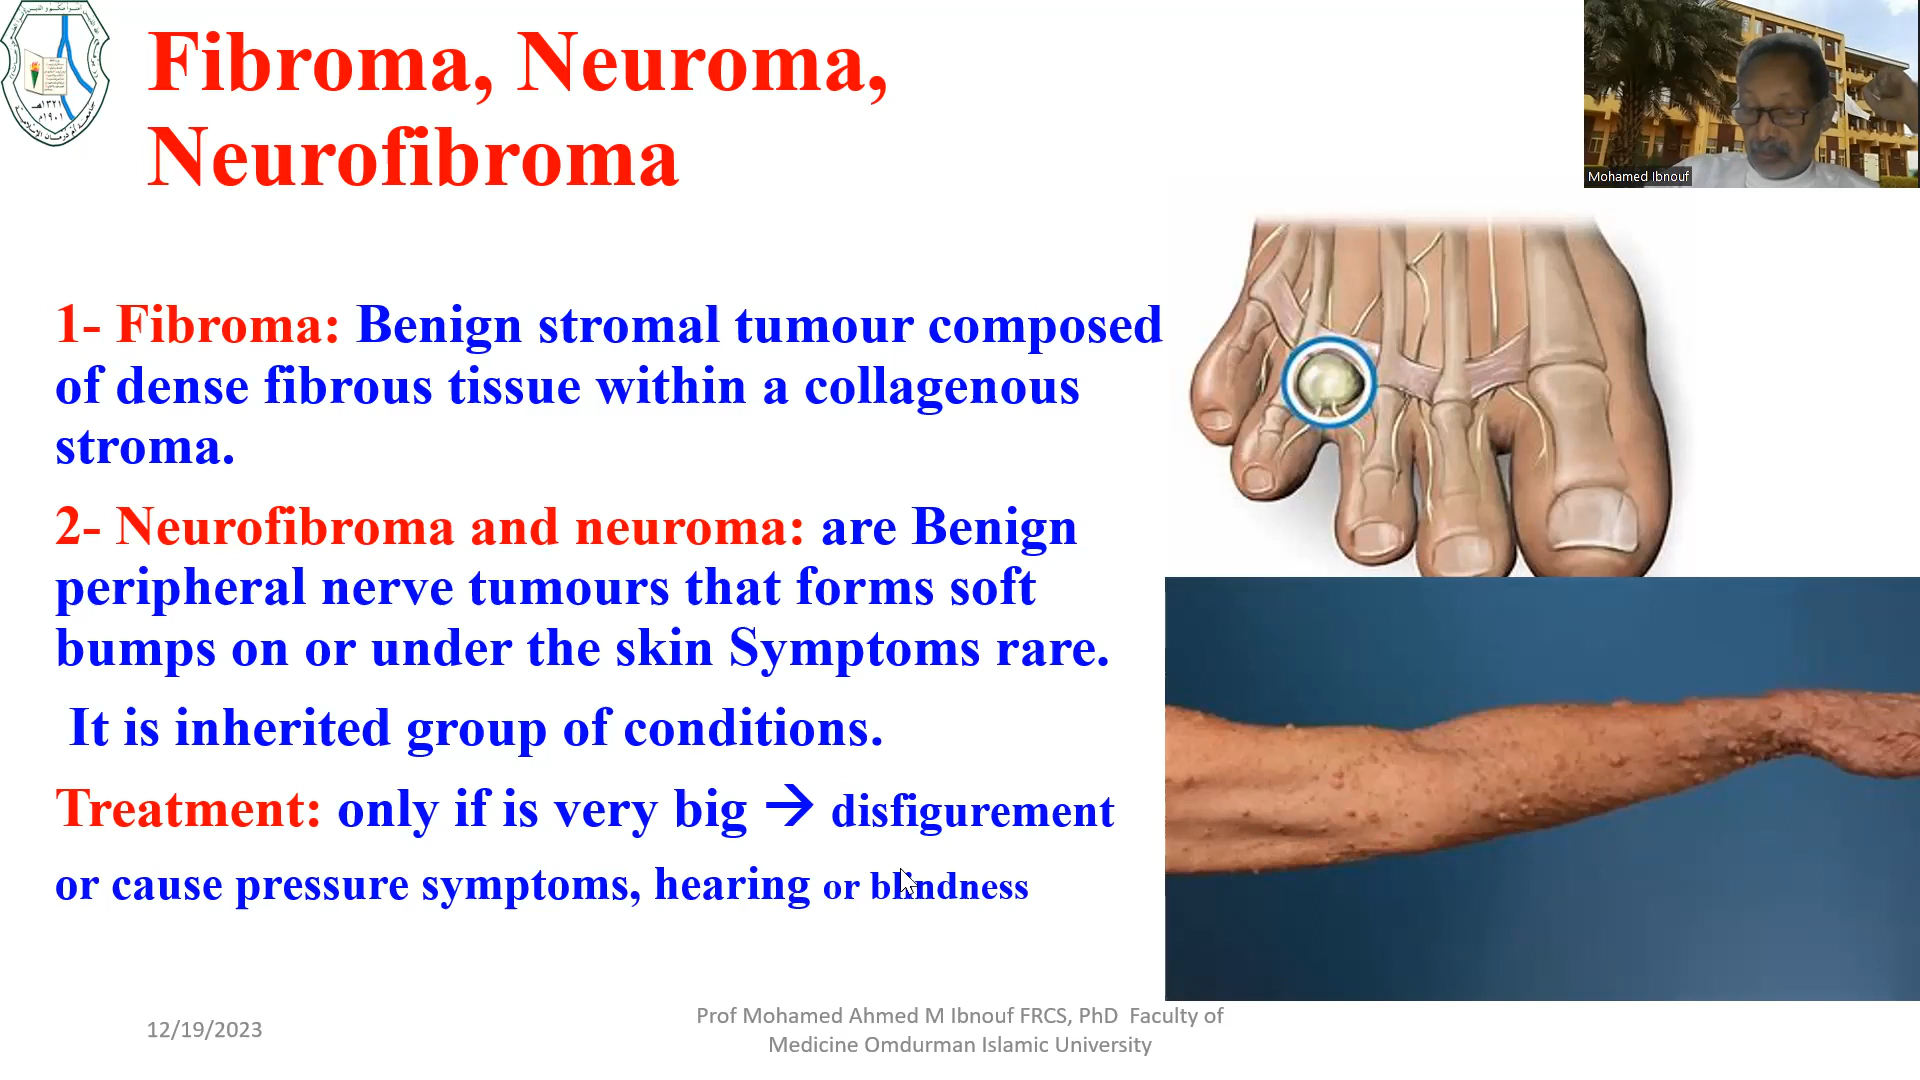 Fibroma, Neuroma,
Neurofibroma
Mohamed Ibnouf
1- Fibroma: Benign stromal tumour composed
of dense fibrous tissue within a collagenous
stroma.
2- Neurofibroma and neuroma: are Benign
peripheral nerve tumours that forms soft
bumps on or under the skin Symptoms rare.
It is inherited group of conditions.
Treatment: only if is very big → disfigurement
or cause pressure symptoms, hearing or blindness
12/19/2023
Prof Mohamed Ahmed M Ibnouf FRCS, PhD Faculty of
Medicine Omdurman Islamic University